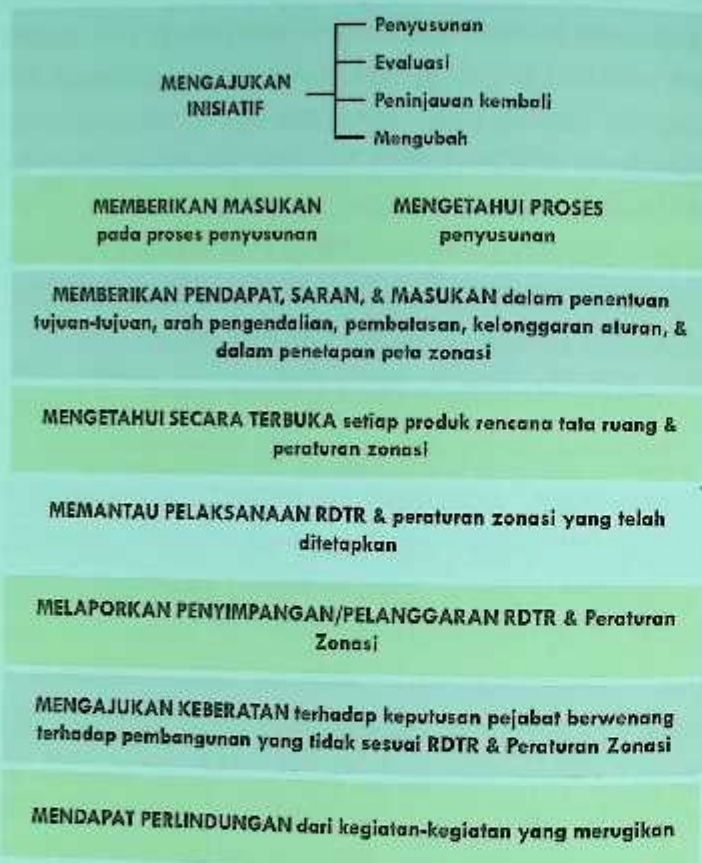 Penyusunan
Evaluasi
MENGAJUKAN
INISIATIF
Peninjauan kembali
Mengubah
MEMBERIKAN MASUKAN
pada proses penyusunan
MENGETAHUI PROSES
penyusunan
MEMBERIKAN PENDAPAT, SARAN, & MASUKAN dalam penentuan
tujuan-tujuan, arah pengendalian, pembatasan, kelonggaran aturan, &
dalam penetapan peta zonasi
MENGETAHUI SECARA TERBUKA setiap produk rencana tata ruang &
peraturan zonasi
MEMANTAU PELAKSANAAN RDTR & peraturan zonasi yang telah
ditetapkan
MELAPORKAN PENYIMPANGAN/PELANGGARAN RDTR & Peraturan
Zonasi
MENGAJUKAN KEBERATAN terhadap keputusan pejabat berwenang
terhadap pembangunan yang tidak sesuai RDTR & Peraturan Zonasi
MENDAPAT PERLINDUNGAN dari kegiatan-kegiatan yang merugikan